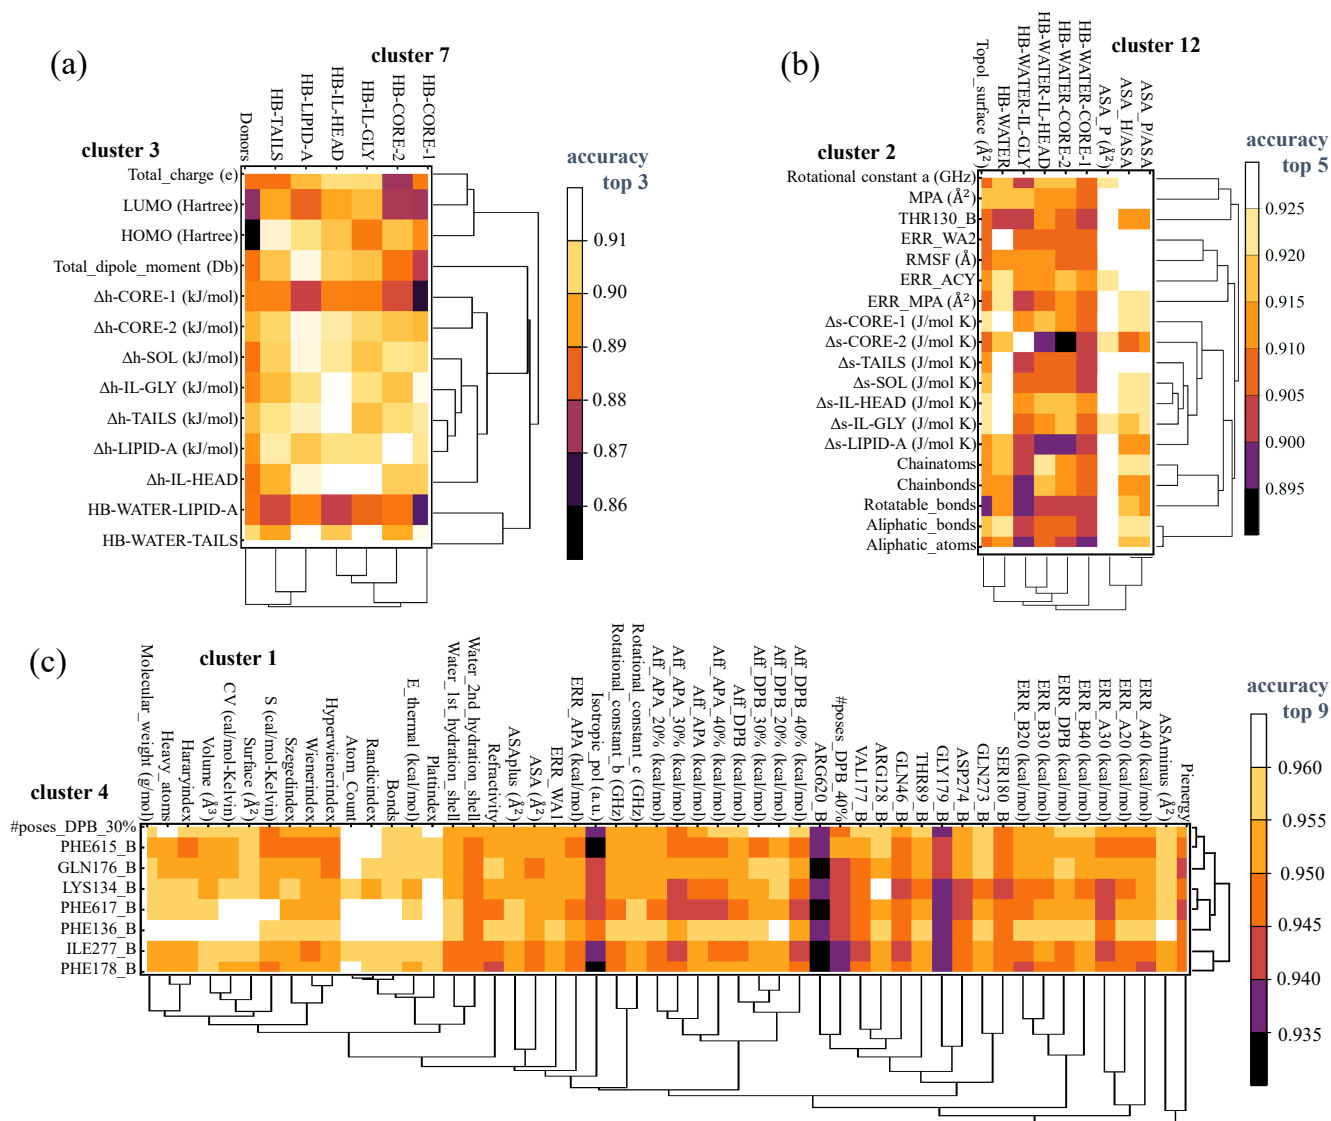 (a)
cluster 7
Donors
HB-TAILS
HB-LIPID-A
HB-IL-HEAD
HB-IL-GLY
HB-CORE-2
HB-CORE-1
cluster 3
Total_charge (e)
LUMO (Hartree)
HOMO (Hartree)
Total_dipole_moment (Db)
Δh-CORE-1 (kJ/mol)
Δh-CORE-2 (kJ/mol)
Δh-SOL (kJ/mol)
Δh-IL-GLY (kJ/mol)
Δh-TAILS (kJ/mol)
Δh-LIPID-A (kJ/mol)
Δh-IL-HEAD
HB-WATER-LIPID-A
HB-WATER-TAILS
accuracy
top 3
0.91
0.90
0.89
0.88
0.87
0.86
(b)
cluster 12
Topol_surface (Å²)
HB-WATER
HB-WATER-IL-GLY
HB-WATER-IL-HEAD
HB-WATER-CORE-2
HB-WATER-CORE-1
ASA_P (Å²)
ASA_H/ASA
ASA_P/ASA
cluster 2
Rotational constant a (GHz)
MPA (Å²)
THR130_B
ERR_WA2
RMSF (Å)
ERR_ACY
ERR_MPA (Å²)
Δs-CORE-1 (J/mol K)
Δs-CORE-2 (J/mol K)
Δs-TAILS (J/mol K)
Δs-SOL (J/mol K)
Δs-IL-HEAD (J/mol K)
Δs-IL-GLY (J/mol K)
Δs-LIPID-A (J/mol K)
Chainatoms
Chainbonds
Rotatable_bonds
Aliphatic_bonds
Aliphatic_atoms
accuracy
top 5
0.925
0.920
0.915
0.910
0.905
0.900
0.895
(c)
cluster 1
Molecular_weight (g/mol)
Heavy_atoms
Hararyindex
Volume (Å³)
CV (cal/mol-Kelvin)
Surface (Å²)
S (cal/mol-Kelvin)
Szegedindex
Wienerindex
Hyperwienerindex
Atom_Count
Randicindex
Bonds
E_thermal (kcal/mol)
Plattindex
Water_1st_hydration_shell
Water_2nd_hydration_shell
Refractivity
ASAplus (Å²)
ASA (Å²)
ERR_WA1
ERR_APA (kcal/mol)
Isotropic_pol (a.u.)
Rotational_constant_b (GHz)
Rotational_constant_c (GHz)
Aff_APA_20% (kcal/mol)
Aff_APA_30% (kcal/mol)
Aff_APA (kcal/mol)
Aff_APA_40% (kcal/mol)
Aff_DPB (kcal/mol)
Aff_DPB_30% (kcal/mol)
Aff_DPB_20% (kcal/mol)
Aff_DPB_40% (kcal/mol)
ARG620_B
#poses_DPB_40%
VAL177_B
ARG128_B
GLN46_B
THR89_B
GLY179_B
ASP274_B
GLN273_B
SER180_B
ERR_B20 (kcal/mol)
ERR_B30 (kcal/mol)
ERR_DPB (kcal/mol)
ERR_B40 (kcal/mol)
ERR_A30 (kcal/mol)
ERR_A20 (kcal/mol)
ERR_A40 (kcal/mol)
ASAminus (Å²)
Pienergy
cluster 4
#poses_DPB_30%
PHE615_B
GLN176_B
LYS134_B
PHE617_B
PHE136_B
ILE277_B
PHE178_B
accuracy
top 9
0.960
0.955
0.950
0.945
0.940
0.935